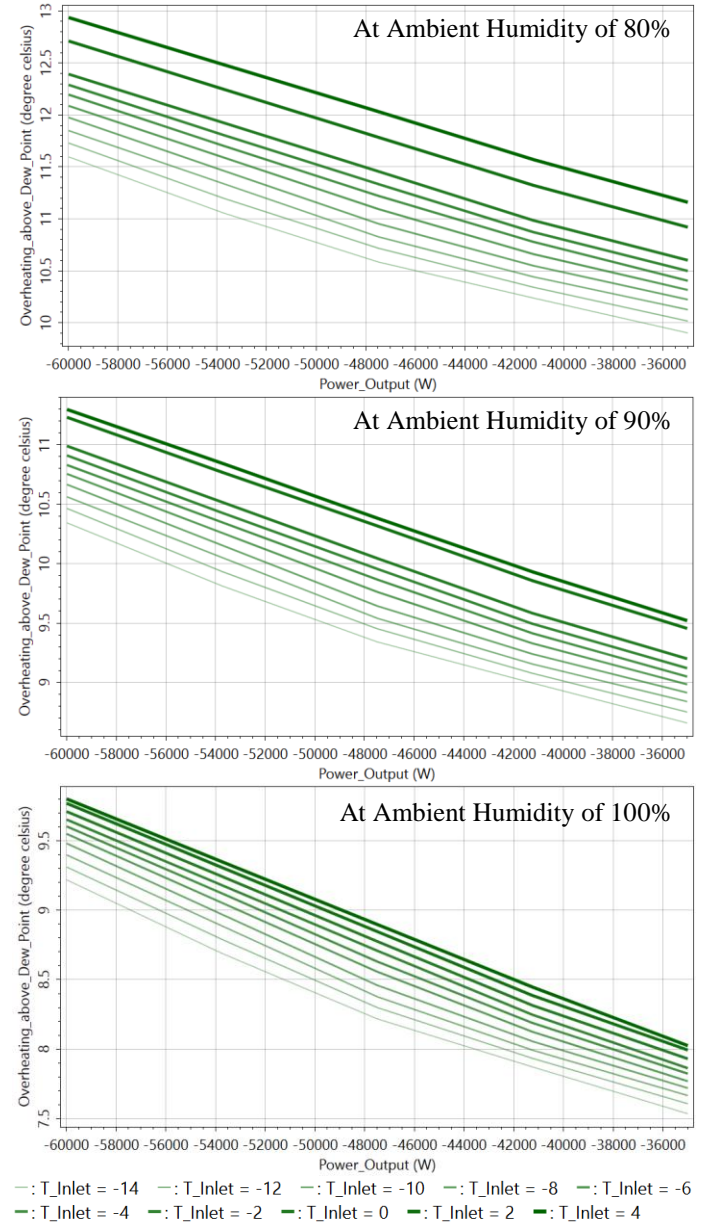 At Ambient Humidity of 80%
Overheating_above_Dew_Point (degree celsius)
13
12.5
12
11.5
11
10.5
10
-60000 -58000 -56000 -54000 -52000 -50000 -48000 -46000 -44000 -42000 -40000 -38000 -36000
Power_Output (W)
At Ambient Humidity of 90%
Overheating_above_Dew_Point (degree celsius)
11
10.5
10
9.5
9
-60000 -58000 -56000 -54000 -52000 -50000 -48000 -46000 -44000 -42000 -40000 -38000 -36000
Power_Output (W)
At Ambient Humidity of 100%
Overheating_above_Dew_Point (degree celsius)
9.5
9
8.5
8
7.5
-60000 -58000 -56000 -54000 -52000 -50000 -48000 -46000 -44000 -42000 -40000 -38000 -36000
Power_Output (W)
: T_Inlet = -14 : T_Inlet = -12 : T_Inlet = -10 : T_Inlet = -8 : T_Inlet = -6
: T_Inlet = -4 : T_Inlet = -2 : T_Inlet = 0 : T_Inlet = 2 : T_Inlet = 4